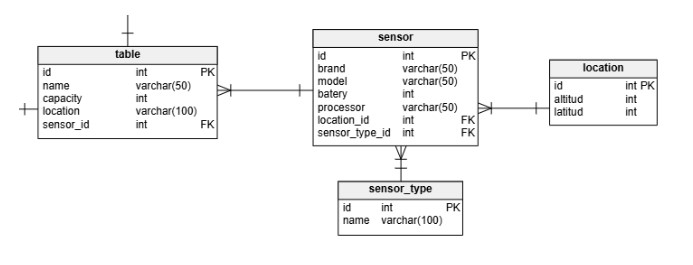 table
id int PK
name varchar(50)
capacity int
location varchar(100)
sensor_id int FK
sensor
id int PK
brand varchar(50)
model varchar(50)
batery int
processor varchar(50)
location_id int FK
sensor_type_id int FK
location
id int PK
altitud int
latitud int
sensor_type
id int PK
name varchar(100)